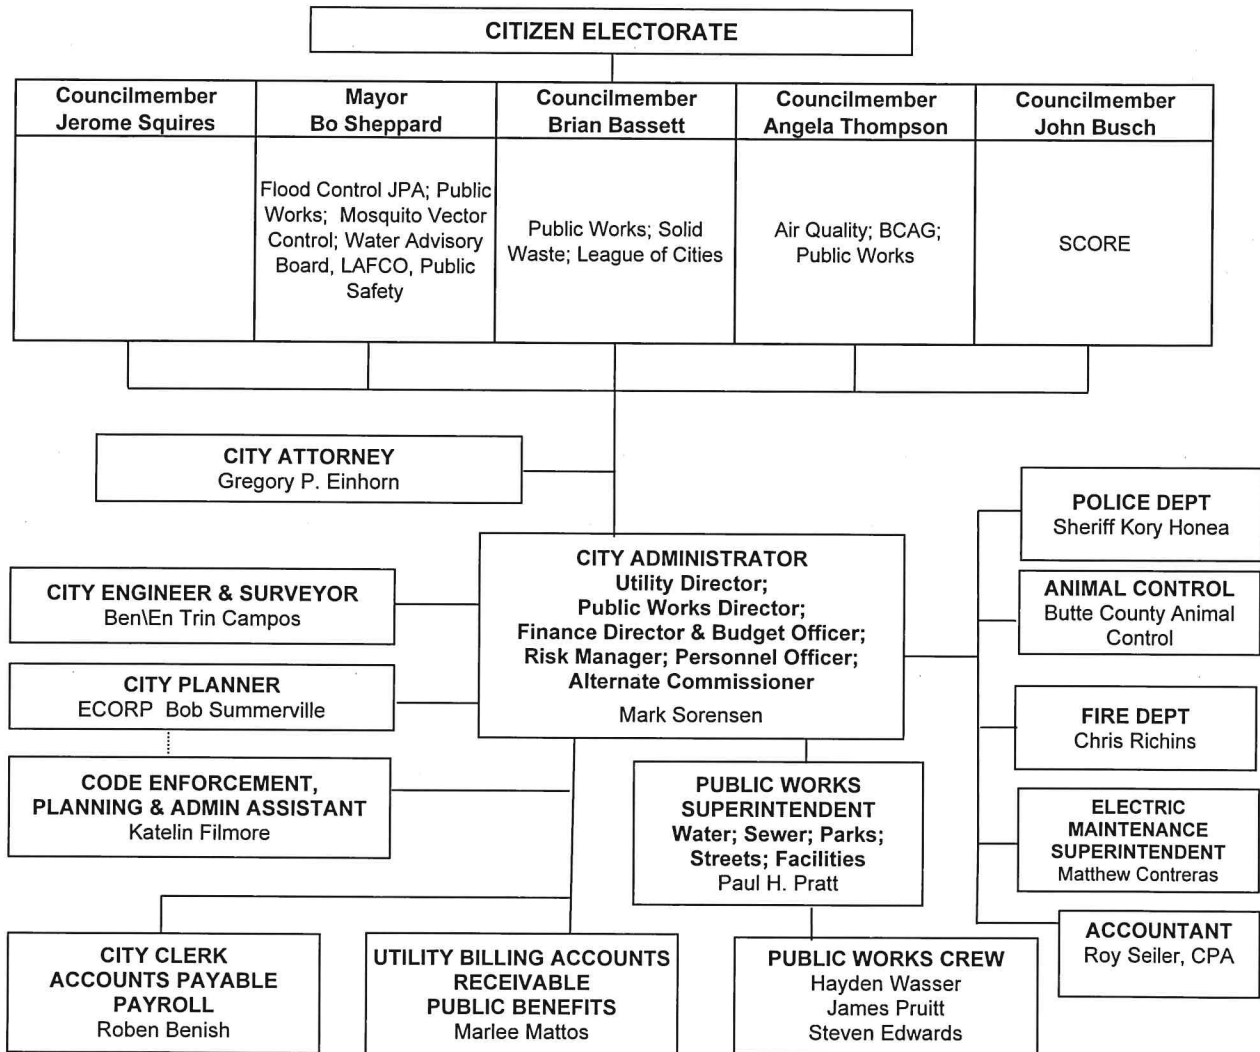 CITIZEN ELECTORATE
Councilmember
Jerome Squires
Mayor
Bo Sheppard
Flood Control JPA; Public
Works; Mosquito Vector
Control; Water Advisory
Board, LAFCO, Public
Safety
Councilmember
Brian Bassett
Public Works; Solid
Waste; League of Cities
Councilmember
Angela Thompson
Air Quality; BCAG;
Public Works
Councilmember
John Busch
SCORE
CITY ATTORNEY
Gregory P. Einhorn
CITY ADMINISTRATOR
Utility Director;
Public Works Director;
Finance Director & Budget Officer;
Risk Manager; Personnel Officer;
Alternate Commissioner
Mark Sorensen
CITY ENGINEER & SURVEYOR
Ben\En Trin Campos
CITY PLANNER
ECORP Bob Summerville
CODE ENFORCEMENT,
PLANNING & ADMIN ASSISTANT
Katelin Filmore
POLICE DEPT
Sheriff Kory Honea
ANIMAL CONTROL
Butte County Animal
Control
FIRE DEPT
Chris Richins
ELECTRIC
MAINTENANCE
SUPERINTENDENT
Matthew Contreras
ACCOUNTANT
Roy Seiler, CPA
PUBLIC WORKS
SUPERINTENDENT
Water; Sewer; Parks;
Streets; Facilities
Paul H. Pratt
CITY CLERK
ACCOUNTS PAYABLE
PAYROLL
Roben Benish
UTILITY BILLING ACCOUNTS
RECEIVABLE
PUBLIC BENEFITS
Marlee Mattos
PUBLIC WORKS CREW
Hayden Wasser
James Pruitt
Steven Edwards